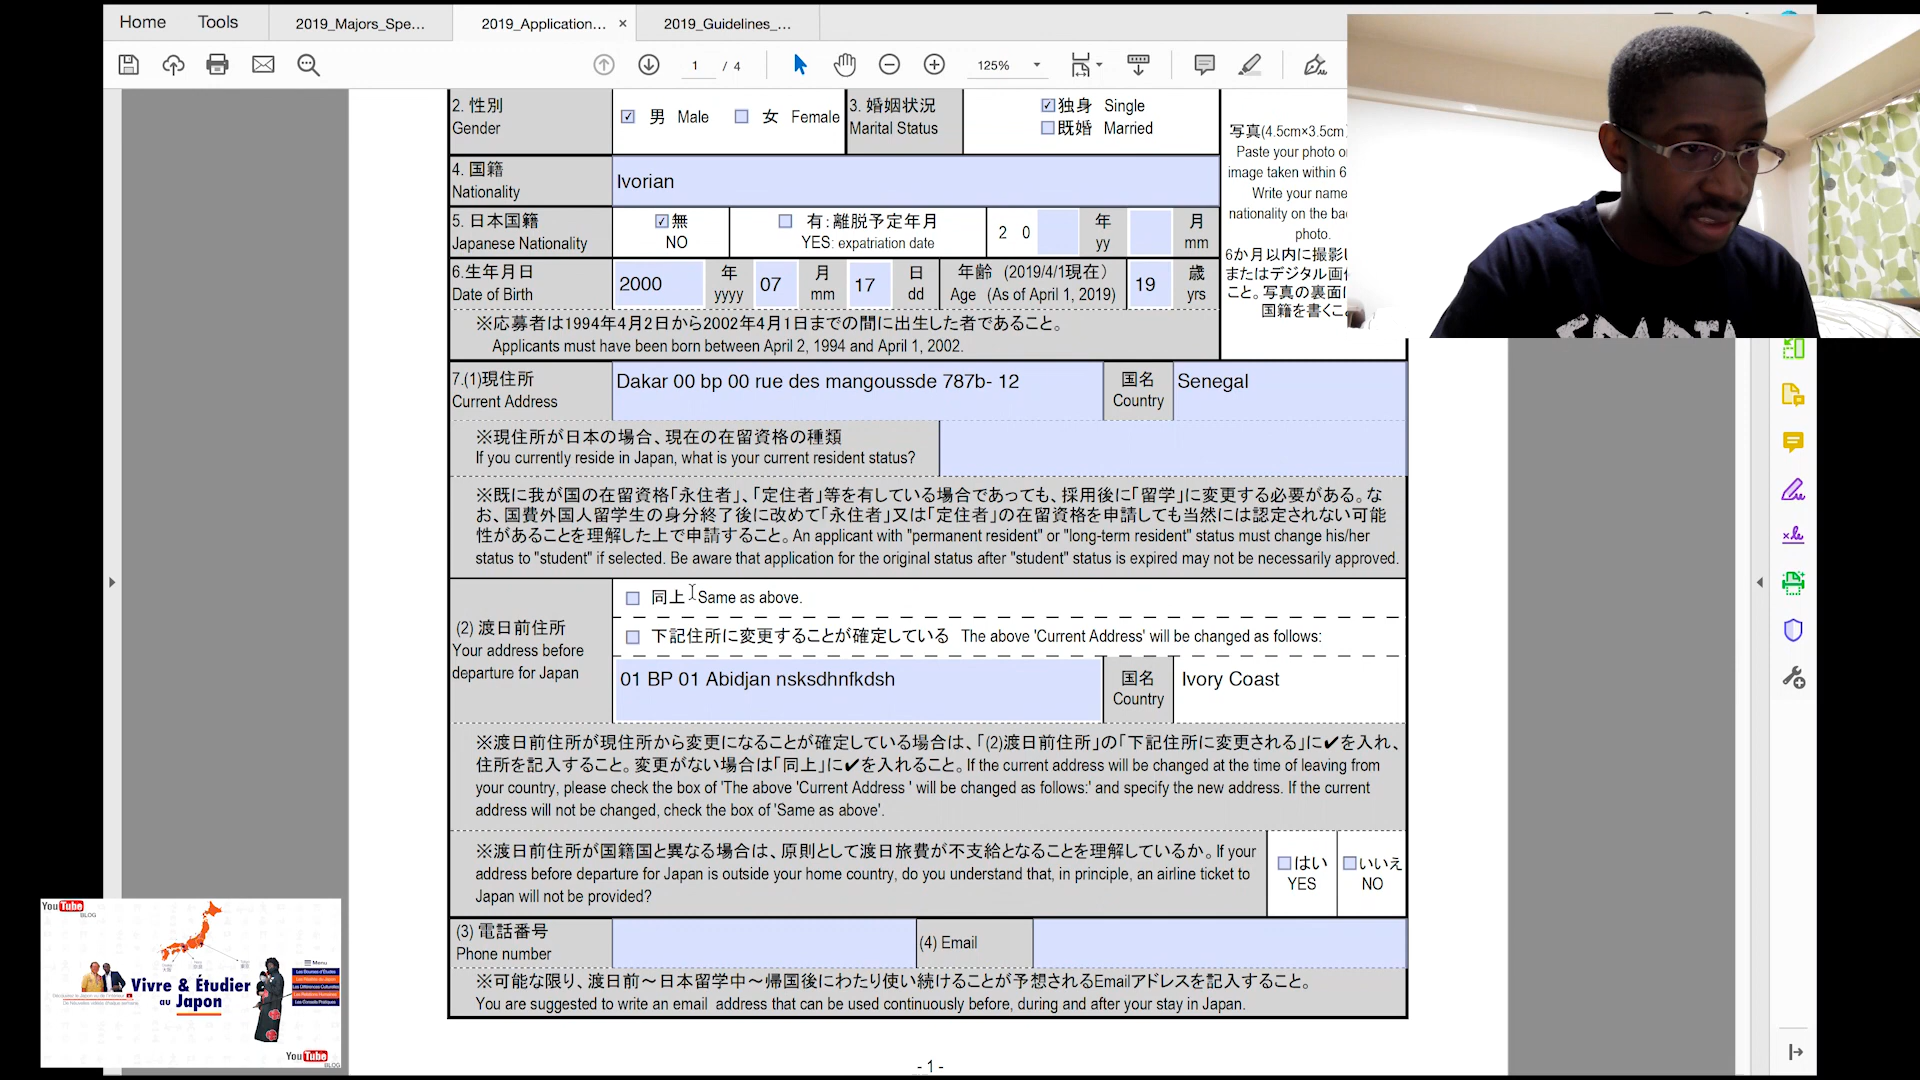 Home Tools 2019_Majors_Spe... 2019_Application... × 2019_Guidelines_...
1 / 4 125%
2. 性別
Gender
男 Male 女 Female
3. 婚姻状況
Marital Status
独身 Single
既婚 Married
写真(4.5cm×3.5cm
Paste your photo o
image taken within 6
Write your name
nationality on the bac
photo.
6か月以内に撮影し
またはデジタル画像
こと。写真の裏面に
国籍を書くこ
4. 国籍
Nationality
Ivorian
5. 日本国籍
Japanese Nationality
無
NO
有:離脱予定年月
YES: expatriation date
2 0 年
yy
月
mm
6.生年月日
Date of Birth
2000 年
yyyy
07 月
mm
17 日
dd
年齢 (2019/4/1現在)
Age (As of April 1, 2019)
19 歳
yrs
※応募者は1994年4月2日から2002年4月1日までの間に出生した者であること。
Applicants must have been born between April 2, 1994 and April 1, 2002.
7.(1)現住所
Current Address
Dakar 00 bp 00 rue des mangoussde 787b- 12
国名
Country
Senegal
※現住所が日本の場合、現在の在留資格の種類
If you currently reside in Japan, what is your current resident status?
※既に我が国の在留資格「永住者」、「定住者」等を有している場合であっても、採用後に「留学」に変更する必要がある。な
お、国費外国人留学生の身分終了後に改めて「永住者」又は「定住者」の在留資格を申請しても当然には認定されない可能
性があることを理解した上で申請すること。An applicant with "permanent resident" or "long-term resident" status must change his/her
status to "student" if selected. Be aware that application for the original status after "student" status is expired may not be necessarily approved.
(2) 渡日前住所
Your address before
departure for Japan
同上 Same as above.
下記住所に変更することが確定している The above 'Current Address' will be changed as follows:
01 BP 01 Abidjan nsksdhnfkdsh
国名
Country
Ivory Coast
※渡日前住所が現住所から変更になることが確定している場合は、「(2)渡日前住所」の「下記住所に変更される」に✔を入れ、
住所を記入すること。変更がない場合は「同上」に✔を入れること。If the current address will be changed at the time of leaving from
your country, please check the box of 'The above 'Current Address ' will be changed as follows:' and specify the new address. If the current
address will not be changed, check the box of 'Same as above'.
※渡日前住所が国籍国と異なる場合は、原則として渡日旅費が不支給となることを理解しているか。If your
address before departure for Japan is outside your home country, do you understand that, in principle, an airline ticket to
Japan will not be provided?
はい
YES
いいえ
NO
(3) 電話番号
Phone number
(4) Email
※可能な限り、渡日前~日本留学中~帰国後にわたり使い続けることが予想されるEmailアドレスを記入すること。
You are suggested to write an email address that can be used continuously before, during and after your stay in Japan.
- 1 -
YouTube
BLOG
Vivre & Étudier
au Japon
Menu
YouTube
BLOG